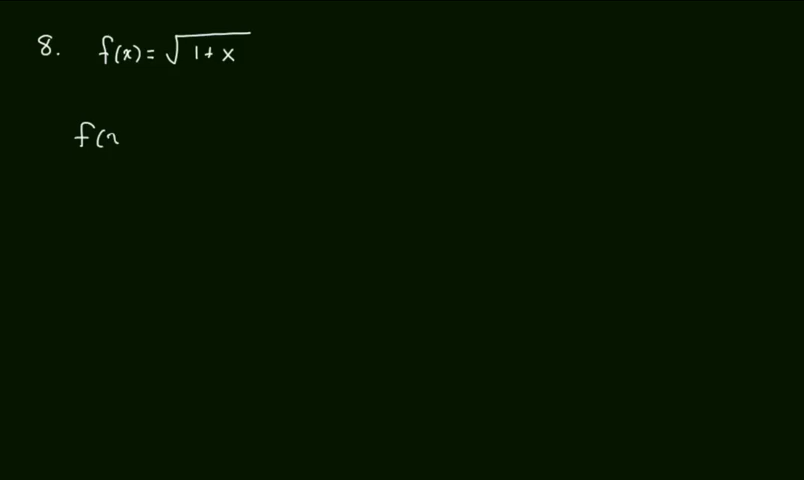 8. f(x) = √(1 + x)
f(